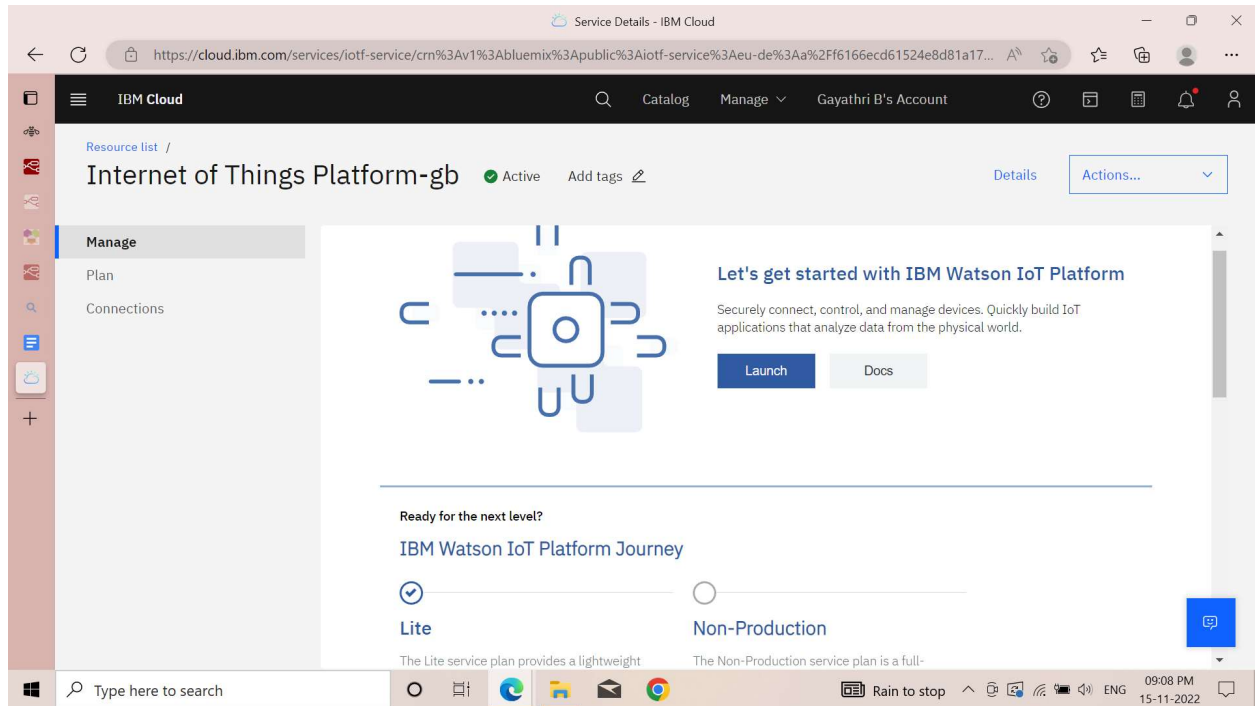 Service Details - IBM Cloud
https://cloud.ibm.com/services/iotf-service/crn%3Av1%3Abluemix%3Apublic%3Aiotf-service%3Aeu-de%3Aa%2Ff6166ecd61524e8d81a17...
IBM Cloud
Catalog
Manage
Gayathri B's Account
Resource list /
Internet of Things Platform-gb
Active
Add tags
Details
Actions...
Manage
Plan
Connections
Let's get started with IBM Watson IoT Platform
Securely connect, control, and manage devices. Quickly build IoT
applications that analyze data from the physical world.
Launch
Docs
Ready for the next level?
IBM Watson IoT Platform Journey
Lite
Non-Production
The Lite service plan provides a lightweight
The Non-Production service plan is a full-
Type here to search
Rain to stop
ENG
09:08 PM
15-11-2022